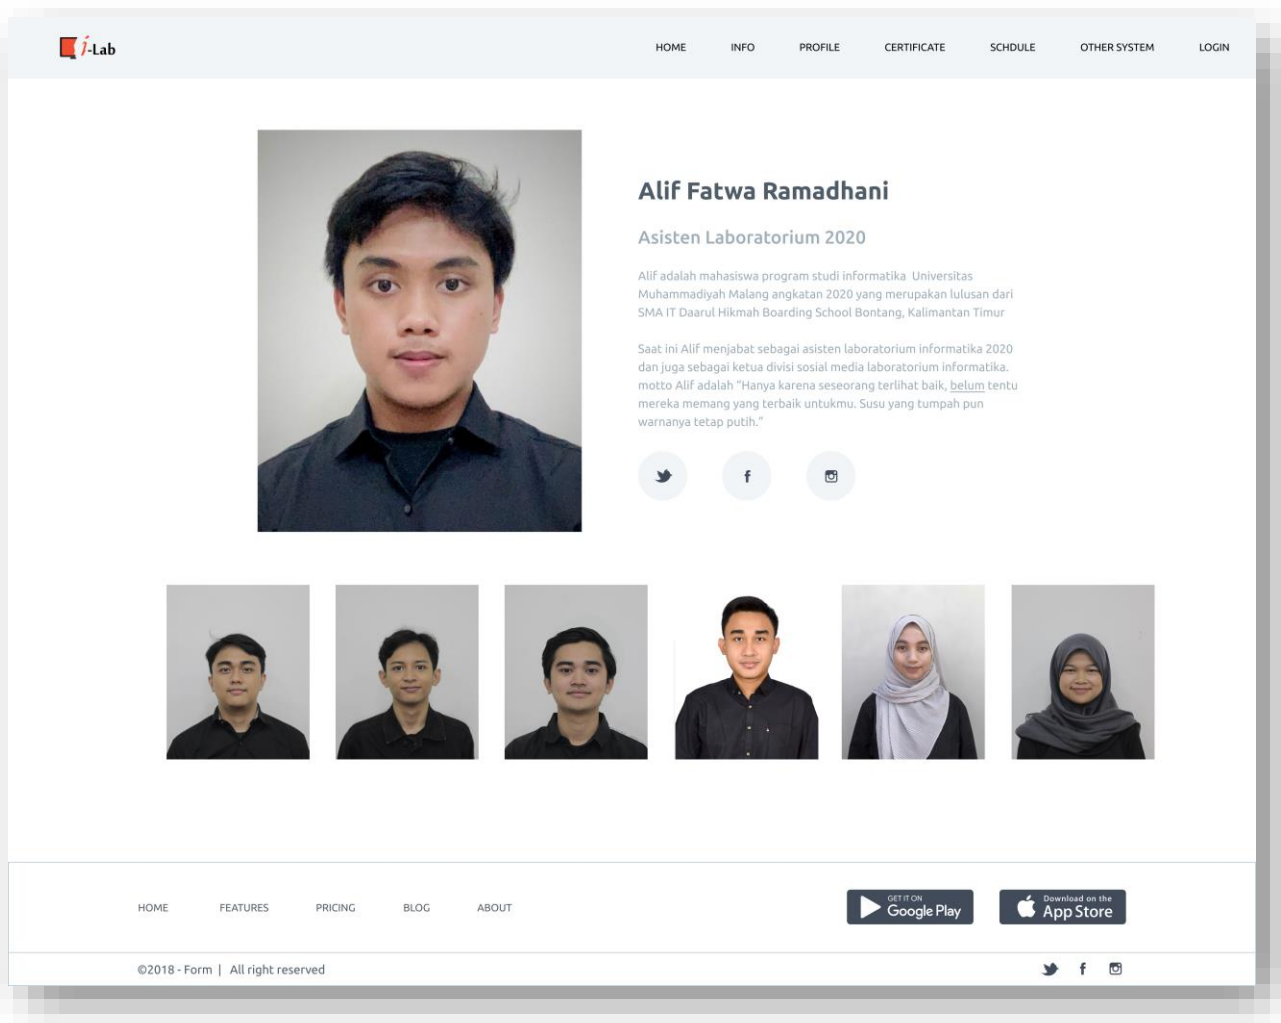 i-Lab
HOME INFO PROFILE CERTIFICATE SCHDULE OTHER SYSTEM LOGIN
Alif Fatwa Ramadhani
Asisten Laboratorium 2020
Alif adalah mahasiswa program studi informatika Universitas
Muhammadiyah Malang angkatan 2020 yang merupakan lulusan dari
SMA IT Daarul Hikmah Boarding School Bontang, Kalimantan Timur
Saat ini Alif menjabat sebagai asisten laboratorium informatika 2020
dan juga sebagai ketua divisi sosial media laboratorium informatika.
motto Alif adalah “Hanya karena seseorang terlihat baik, belum tentu
mereka memang yang terbaik untukmu. Susu yang tumpah pun
warnanya tetap putih.”
HOME FEATURES PRICING BLOG ABOUT
GET IT ON
Google Play
Download on the
App Store
©2018 - Form | All right reserved